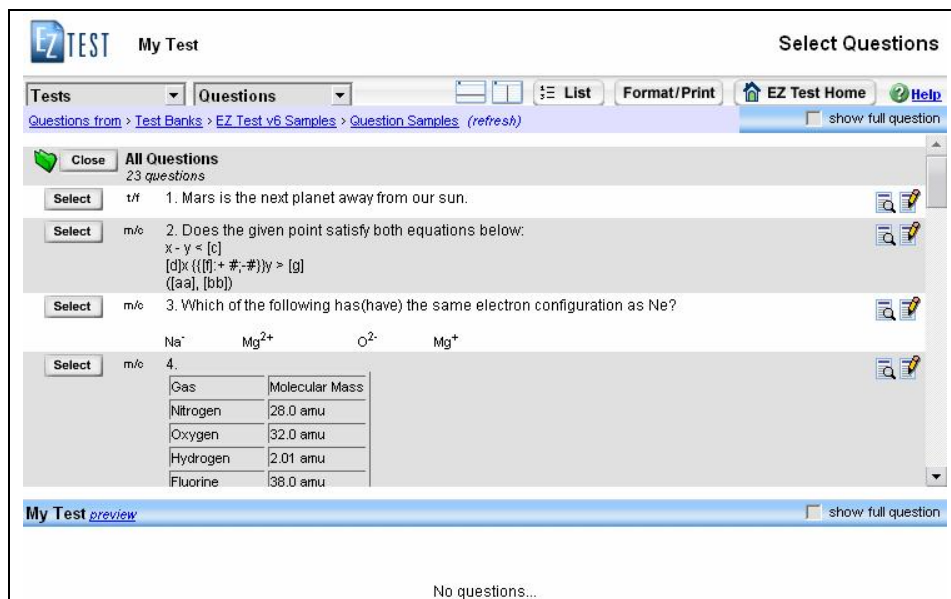 EZ TEST My Test Select Questions
Tests Questions List Format/Print EZ Test Home Help
Questions from › Test Banks › EZ Test v6 Samples › Question Samples (refresh) show full question
Close All Questions
23 questions
Select t/f 1. Mars is the next planet away from our sun.
Select m/c 2. Does the given point satisfy both equations below:
x - y < [c]
[d]x {{[f]:+ #;-#}}y > [g]
([aa], [bb])
Select m/c 3. Which of the following has(have) the same electron configuration as Ne?
Na⁻ Mg²⁺ O²⁻ Mg⁺
Select m/c 4.
Gas Molecular Mass
Nitrogen 28.0 amu
Oxygen 32.0 amu
Hydrogen 2.01 amu
Fluorine 38.0 amu
My Test preview show full question
No questions...